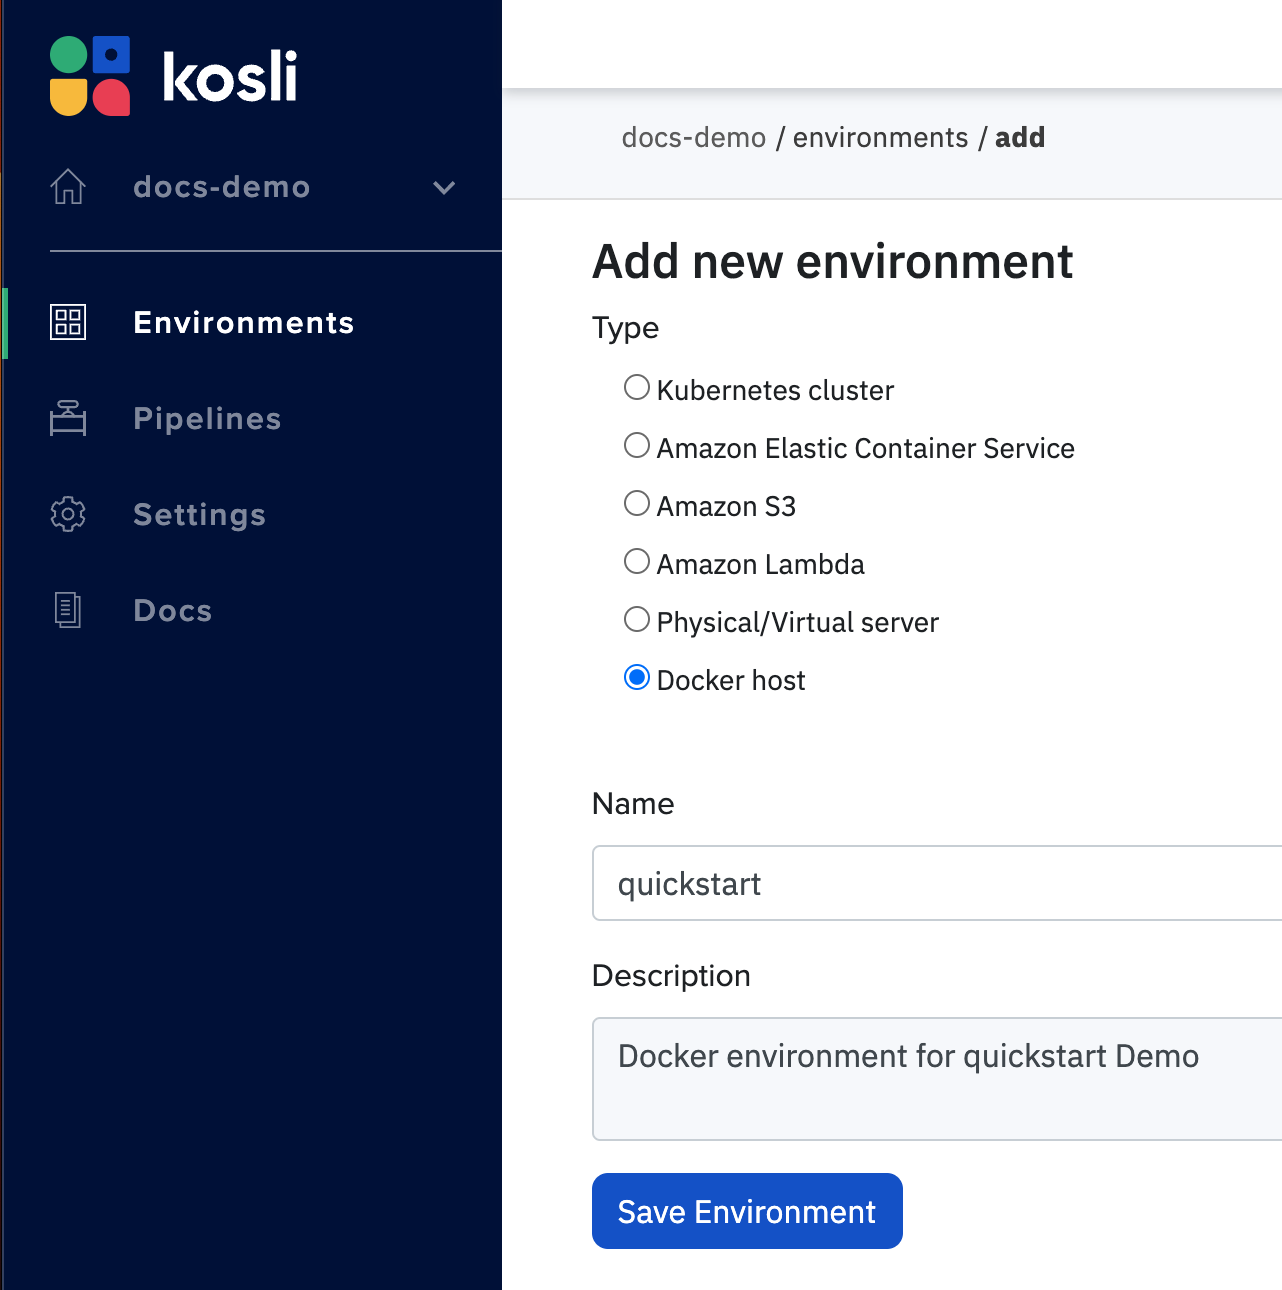 kosli
docs-demo
Environments
Pipelines
Settings
Docs
docs-demo / environments / add
Add new environment
Type
Kubernetes cluster
Amazon Elastic Container Service
Amazon S3
Amazon Lambda
Physical/Virtual server
Docker host
Name
quickstart
Description
Docker environment for quickstart Demo
Save Environment